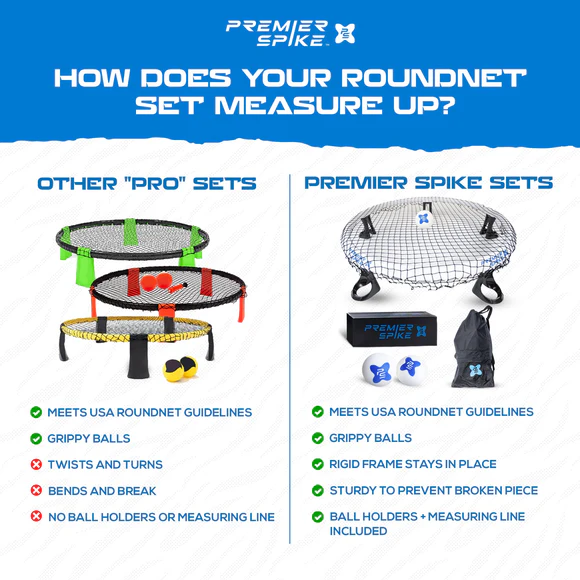 PREMIER
SPIKE™
HOW DOES YOUR ROUNDNET
SET MEASURE UP?
OTHER "PRO" SETS
MEETS USA ROUNDNET GUIDELINES
GRIPPY BALLS
TWISTS AND TURNS
BENDS AND BREAK
NO BALL HOLDERS OR MEASURING LINE
PREMIER SPIKE SETS
PREMIER
SPIKE
MEETS USA ROUNDNET GUIDELINES
GRIPPY BALLS
RIGID FRAME STAYS IN PLACE
STURDY TO PREVENT BROKEN PIECE
BALL HOLDERS + MEASURING LINE
INCLUDED